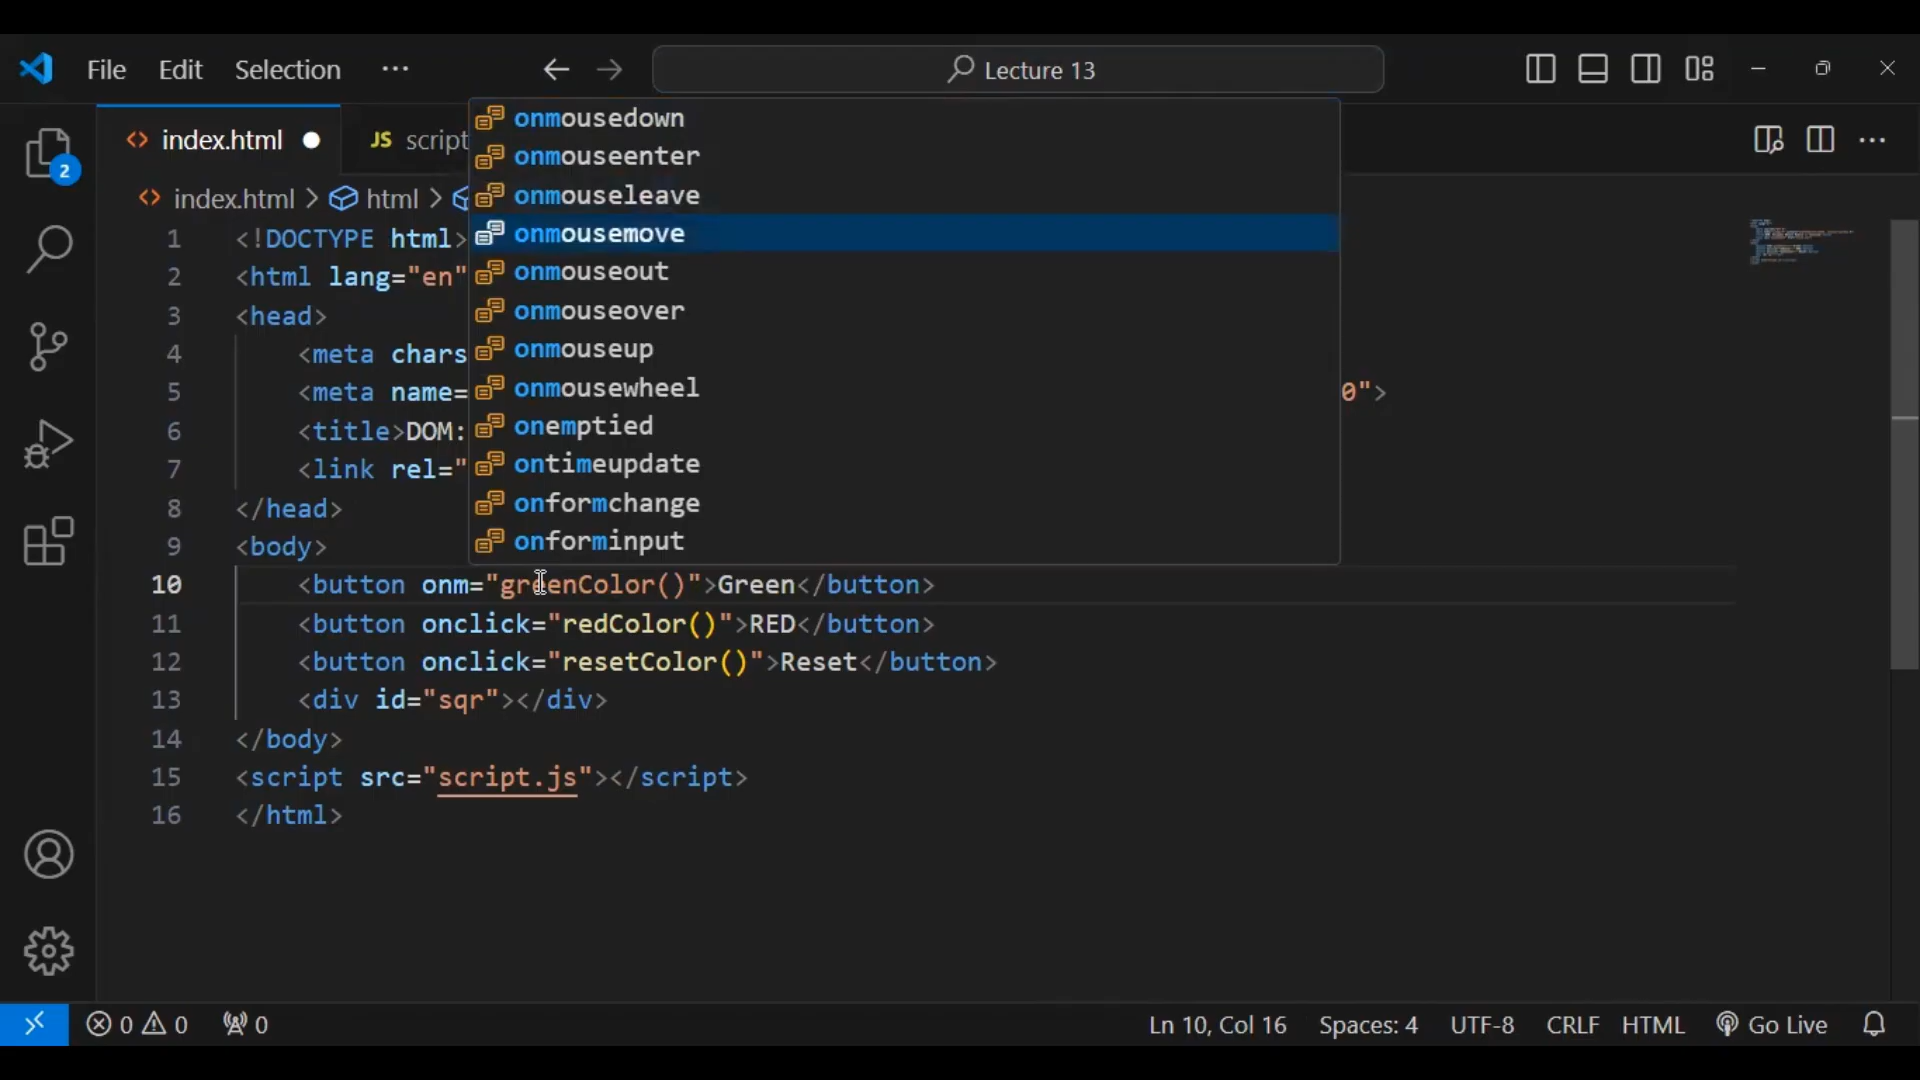 File Edit Selection ··· Lecture 13
index.html JS script
index.html > html >
onmousedown
onmouseenter
onmouseleave
onmousemove
onmouseout
onmouseover
onmouseup
onmousewheel
onemptied
ontimeupdate
onformchange
onforminput
1 <!DOCTYPE html>
2 <html lang="en"
3 <head>
4 <meta chars
5 <meta name= 0">
6 <title>DOM:
7 <link rel="
8 </head>
9 <body>
10 <button onm="greenColor()">Green</button>
11 <button onclick="redColor()">RED</button>
12 <button onclick="resetColor()">Reset</button>
13 <div id="sqr"></div>
14 </body>
15 <script src="script.js"></script>
16 </html>
2
0 0 0 Ln 10, Col 16 Spaces: 4 UTF-8 CRLF HTML Go Live